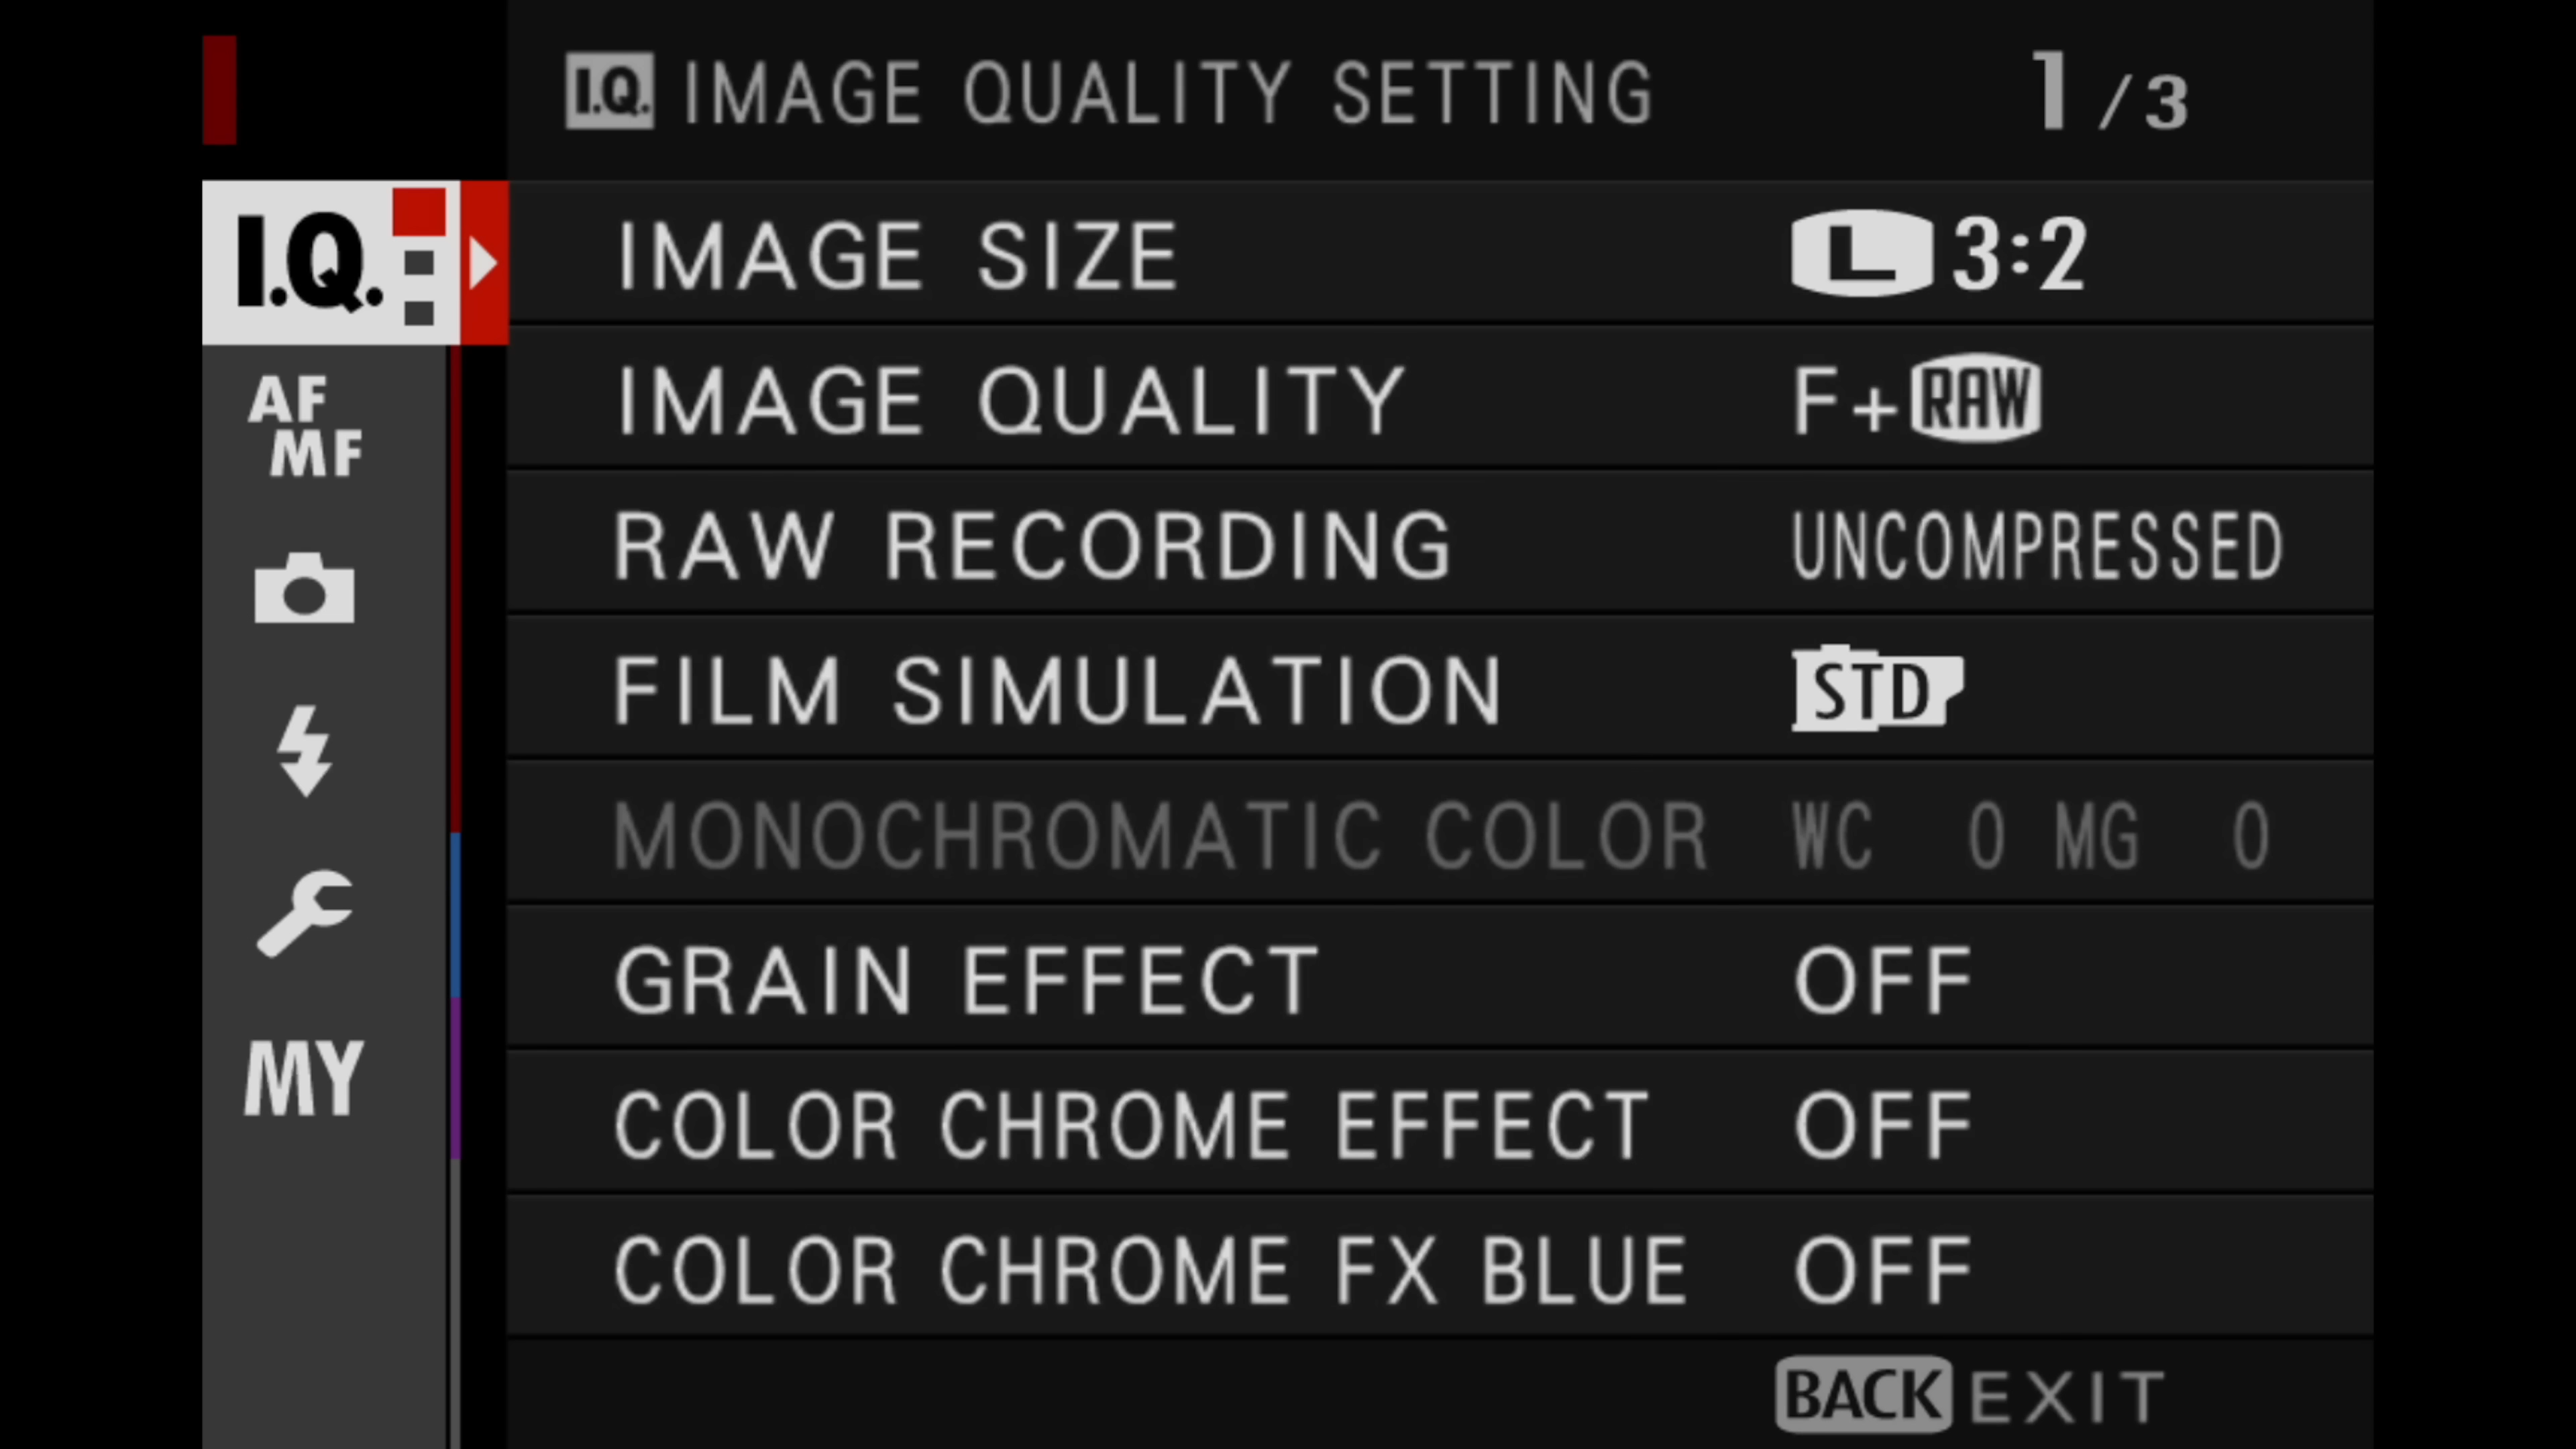 I.Q. IMAGE QUALITY SETTING 1/3
I.Q.
AF
MF
MY
IMAGE SIZE L 3:2
IMAGE QUALITY F+RAW
RAW RECORDING UNCOMPRESSED
FILM SIMULATION STD
MONOCHROMATIC COLOR WC 0 MG 0
GRAIN EFFECT OFF
COLOR CHROME EFFECT OFF
COLOR CHROME FX BLUE OFF
BACK EXIT